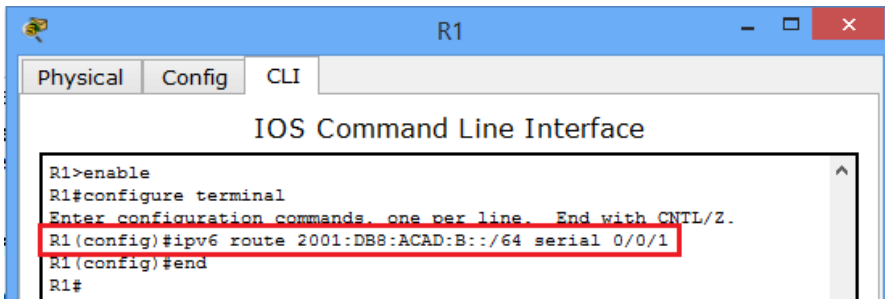 R1
Physical
Config
CLI
IOS Command Line Interface
R1>enable
R1#configure terminal
Enter configuration commands, one per line.  End with CNTL/Z.
R1(config)#ipv6 route 2001:DB8:ACAD:B::/64 serial 0/0/1
R1(config)#end
R1#